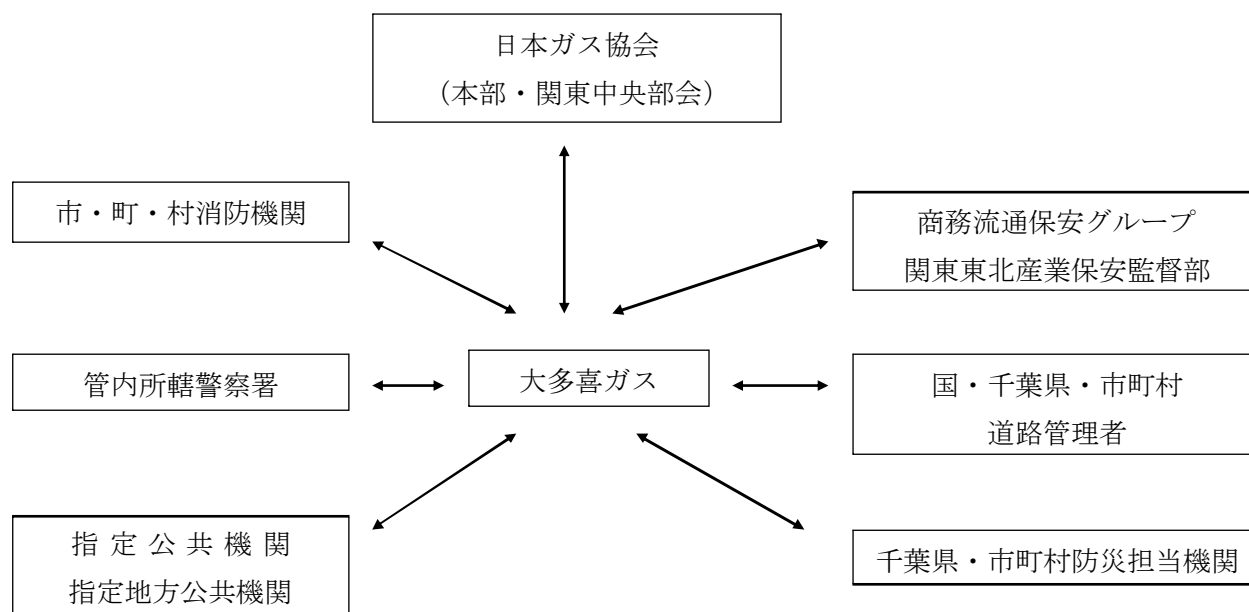 日本ガス協会
（本部・関東中央部会）
市・町・村消防機関
商務流通保安グループ
関東東北産業保安監督部
管内所轄警察署
大多喜ガス
国・千葉県・市町村
道路管理者
指定公共機関
指定地方公共機関
千葉県・市町村防災担当機関